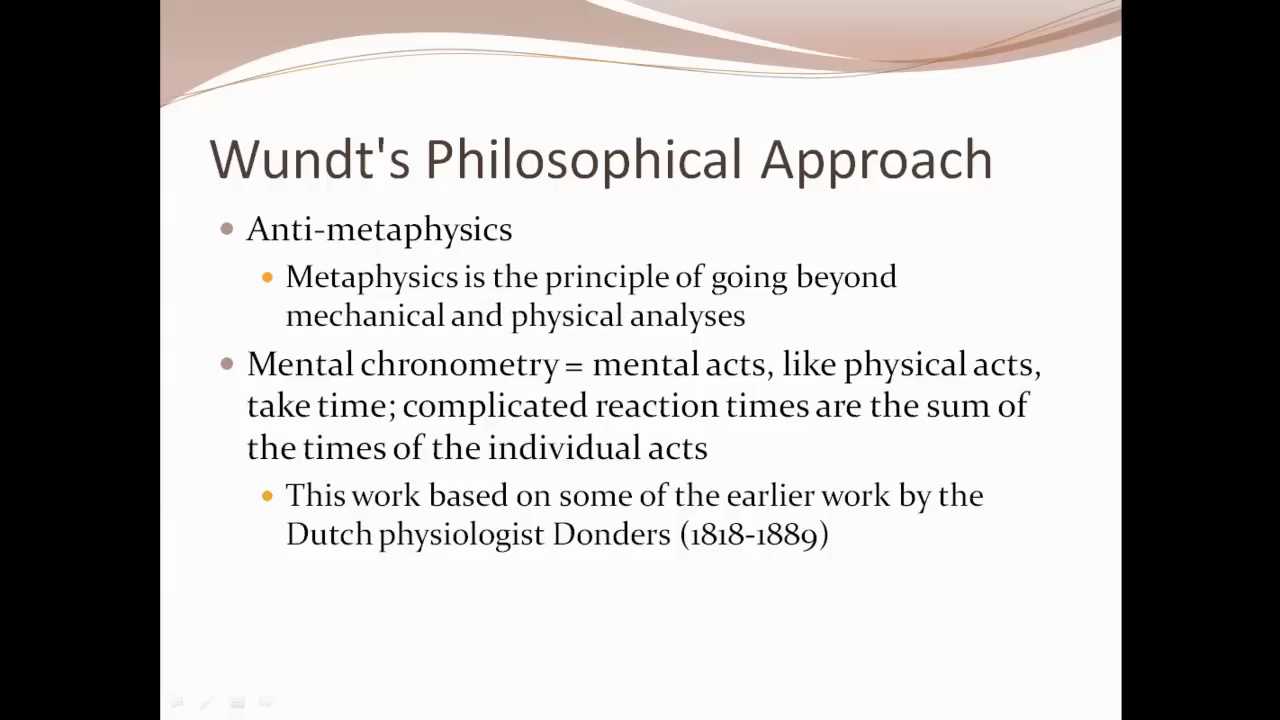 Wundt's Philosophical Approach
Anti-metaphysics
Metaphysics is the principle of going beyond
mechanical and physical analyses
Mental chronometry = mental acts, like physical acts,
take time; complicated reaction times are the sum of
the times of the individual acts
This work based on some of the earlier work by the
Dutch physiologist Donders (1818-1889)